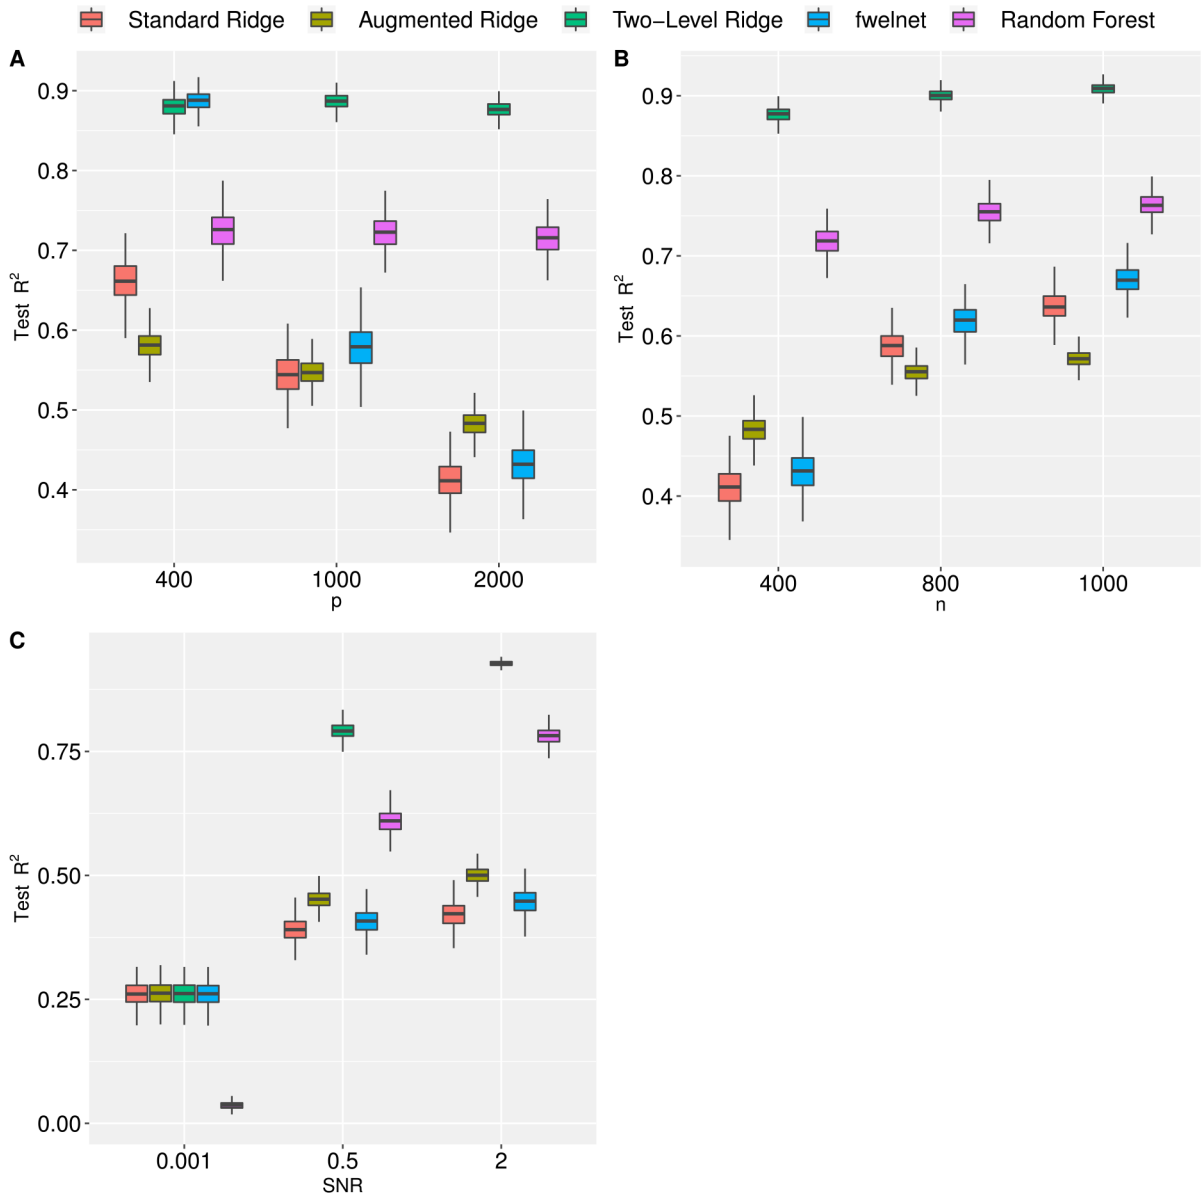 Standard Ridge Augmented Ridge Two−Level Ridge fwelnet Random Forest
A
0.9
0.8
0.7
0.6
0.5
0.4
Test R²
400 1000 2000
p
B
0.9
0.8
0.7
0.6
0.5
0.4
Test R²
400 800 1000
n
C
0.75
0.50
0.25
0.00
Test R²
0.001 0.5 2
SNR